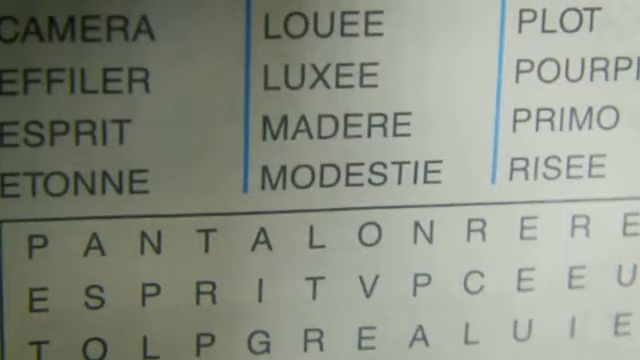 CAMERA LOUEE PLOT
EFFILER LUXEE
ESPRIT MADERE PRIMO
ETONNE MODESTIE RISEE
P A N T A L O N R E R E
E S P R I T V P C E E U
T O L P G R E A L U I E